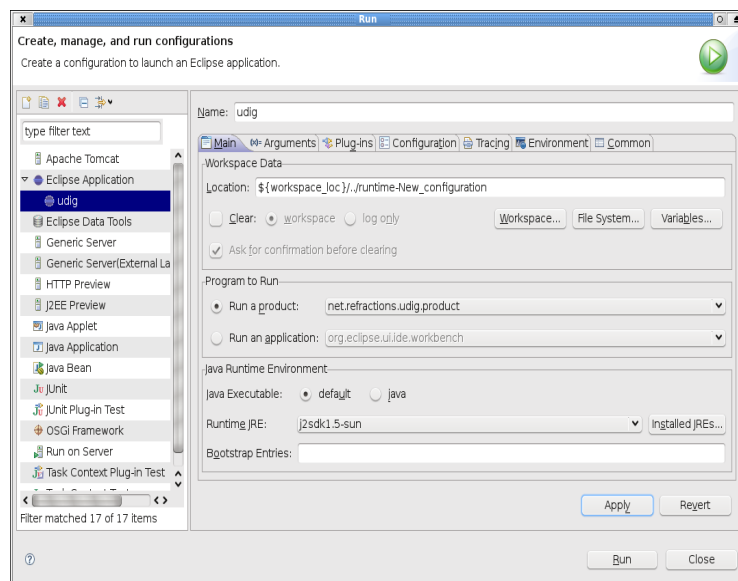 Run
Create, manage, and run configurations
Create a configuration to launch an Eclipse application.
type filter text
Apache Tomcat
Eclipse Application
udig
Eclipse Data Tools
Generic Server
Generic Server(External La
HTTP Preview
J2EE Preview
Java Applet
Java Application
Java Bean
JUnit
JUnit Plug-in Test
OSGi Framework
Run on Server
Task Context Plug-in Test
Filter matched 17 of 17 items
Name: udig
Main Arguments Plug-ins Configuration Tracing Environment Common
Workspace Data
Location: ${workspace_loc}/../runtime-New_configuration
Clear: workspace log only Workspace... File System... Variables...
Ask for confirmation before clearing
Program to Run
Run a product: net.refractions.udig.product
Run an application: org.eclipse.ui.ide.workbench
Java Runtime Environment
Java Executable: default java
Runtime JRE: j2sdk1.5-sun Installed JREs...
Bootstrap Entries:
Apply Revert
Run Close